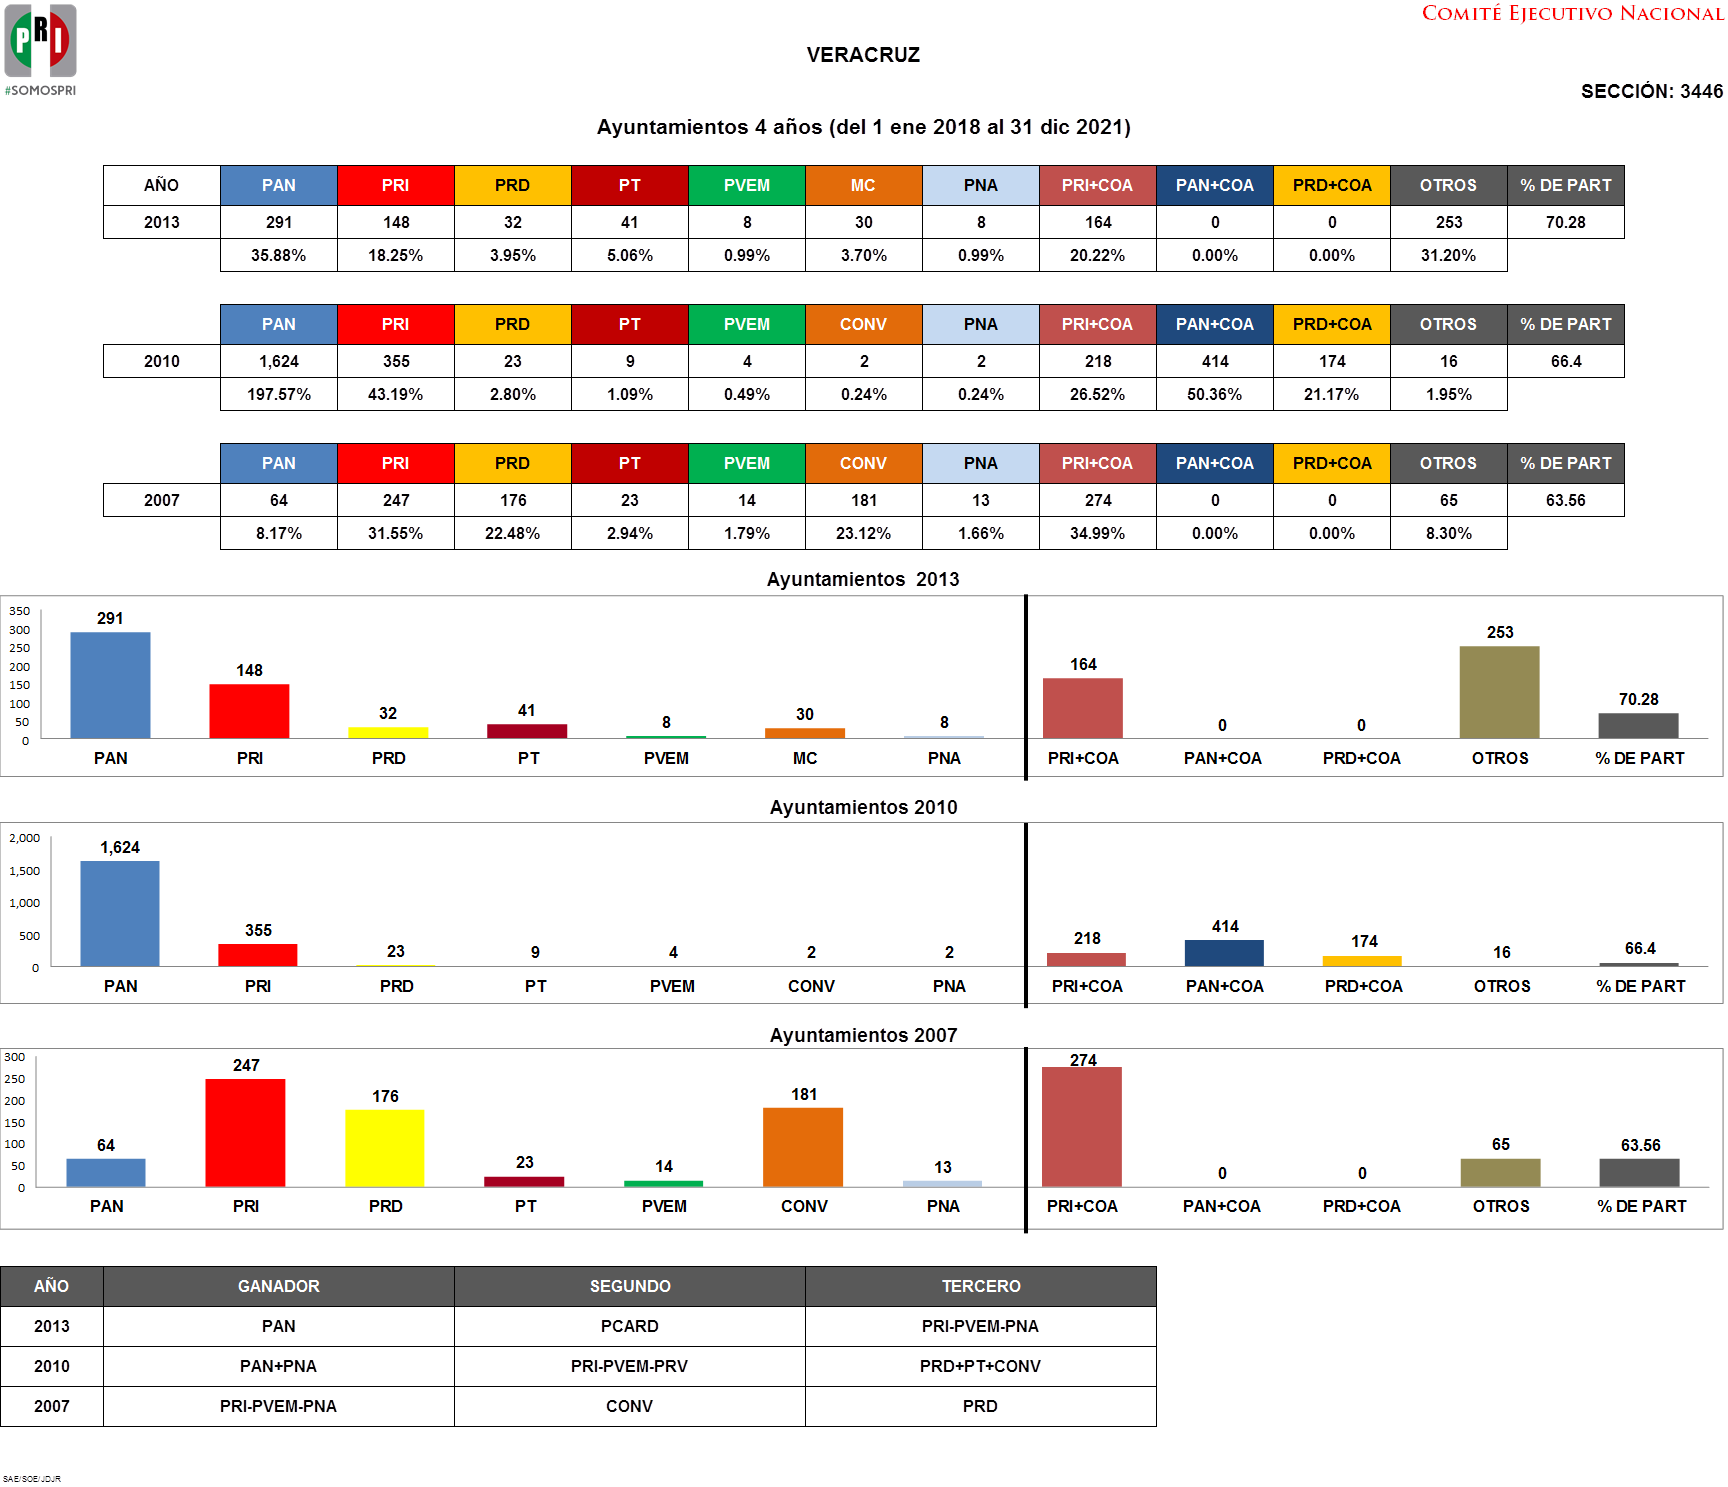 PRI
#SOMOSPRI
COMITÉ EJECUTIVO NACIONAL
VERACRUZ
SECCIÓN: 3446
Ayuntamientos 4 años (del 1 ene 2018 al 31 dic 2021)
AÑO PAN PRI PRD PT PVEM MC PNA PRI+COA PAN+COA PRD+COA OTROS % DE PART
2013 291 148 32 41 8 30 8 164 0 0 253 70.28
35.88% 18.25% 3.95% 5.06% 0.99% 3.70% 0.99% 20.22% 0.00% 0.00% 31.20%
PAN PRI PRD PT PVEM CONV PNA PRI+COA PAN+COA PRD+COA OTROS % DE PART
2010 1,624 355 23 9 4 2 2 218 414 174 16 66.4
197.57% 43.19% 2.80% 1.09% 0.49% 0.24% 0.24% 26.52% 50.36% 21.17% 1.95%
PAN PRI PRD PT PVEM CONV PNA PRI+COA PAN+COA PRD+COA OTROS % DE PART
2007 64 247 176 23 14 181 13 274 0 0 65 63.56
8.17% 31.55% 22.48% 2.94% 1.79% 23.12% 1.66% 34.99% 0.00% 0.00% 8.30%
Ayuntamientos 2013
350
300
250
200
150
100
50
0
291 148 32 41 8 30 8 164 0 0 253 70.28
PAN PRI PRD PT PVEM MC PNA PRI+COA PAN+COA PRD+COA OTROS % DE PART
Ayuntamientos 2010
2,000
1,500
1,000
500
0
1,624 355 23 9 4 2 2 218 414 174 16 66.4
PAN PRI PRD PT PVEM CONV PNA PRI+COA PAN+COA PRD+COA OTROS % DE PART
Ayuntamientos 2007
300
250
200
150
100
50
0
64 247 176 23 14 181 13 274 0 0 65 63.56
PAN PRI PRD PT PVEM CONV PNA PRI+COA PAN+COA PRD+COA OTROS % DE PART
AÑO GANADOR SEGUNDO TERCERO
2013 PAN PCARD PRI-PVEM-PNA
2010 PAN+PNA PRI-PVEM-PRV PRD+PT+CONV
2007 PRI-PVEM-PNA CONV PRD
SAE/SOE/JDJR